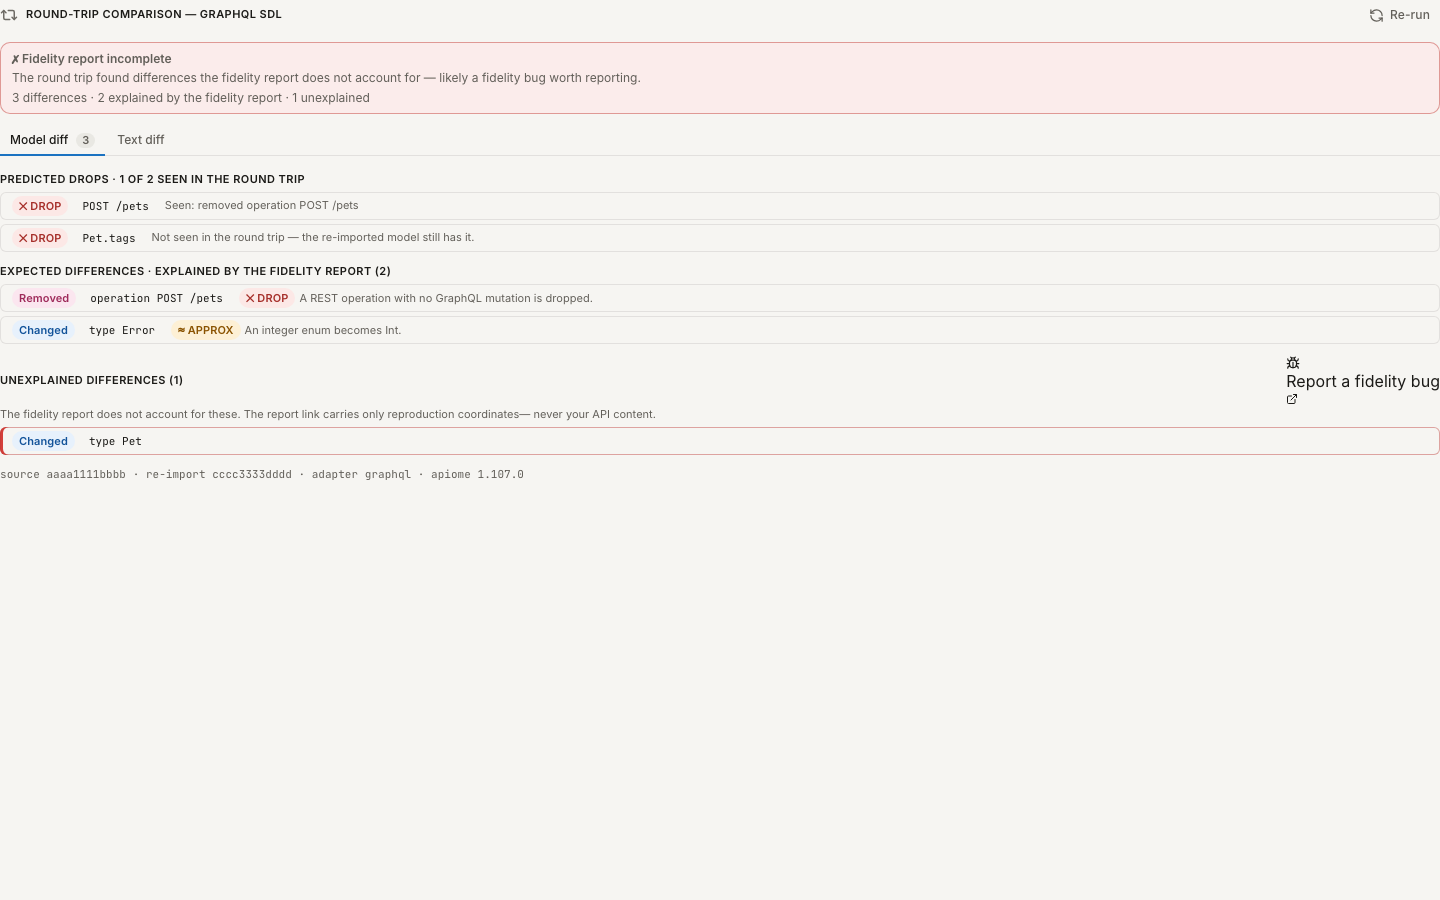 ROUND-TRIP COMPARISON — GRAPHQL SDL
Re-run
✗ Fidelity report incomplete
The round trip found differences the fidelity report does not account for — likely a fidelity bug worth reporting.
3 differences · 2 explained by the fidelity report · 1 unexplained
Model diff 3
Text diff
PREDICTED DROPS · 1 OF 2 SEEN IN THE ROUND TRIP
✕ DROP POST /pets Seen: removed operation POST /pets
✕ DROP Pet.tags Not seen in the round trip — the re-imported model still has it.
EXPECTED DIFFERENCES · EXPLAINED BY THE FIDELITY REPORT (2)
Removed operation POST /pets ✕ DROP A REST operation with no GraphQL mutation is dropped.
Changed type Error ≈ APPROX An integer enum becomes Int.
UNEXPLAINED DIFFERENCES (1)
Report a fidelity bug
The fidelity report does not account for these. The report link carries only reproduction coordinates— never your API content.
Changed type Pet
source aaaa1111bbbb · re-import cccc3333dddd · adapter graphql · apiome 1.107.0